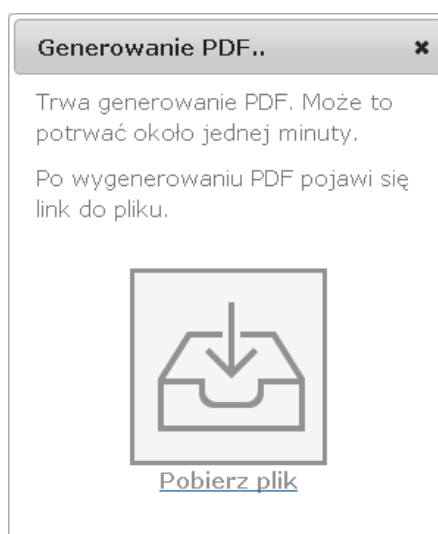 Generowanie PDF..
Trwa generowanie PDF. Może to
potrwać około jednej minuty.
Po wygenerowaniu PDF pojawi się
link do pliku.
Pobierz plik